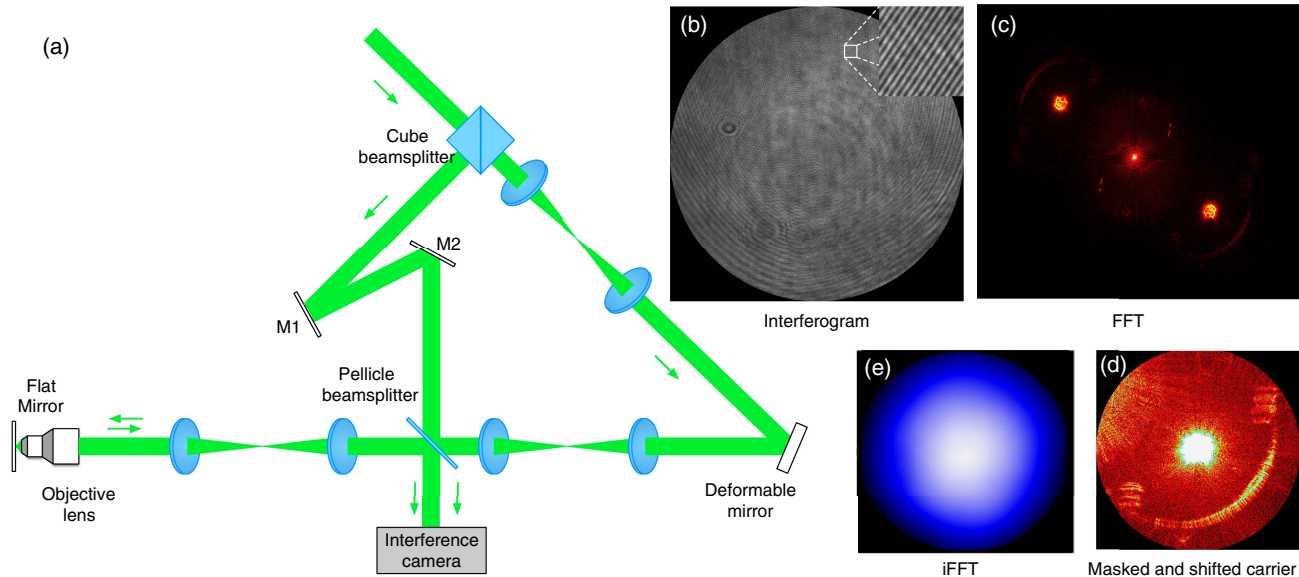 (a)
Cube
beamsplitter
M2
M1
Pellicle
beamsplitter
Flat
Mirror
Objective
lens
Deformable
mirror
Interference
camera
(b)
Interferogram
(c)
FFT
(e)
iFFT
(d)
Masked and shifted carrier